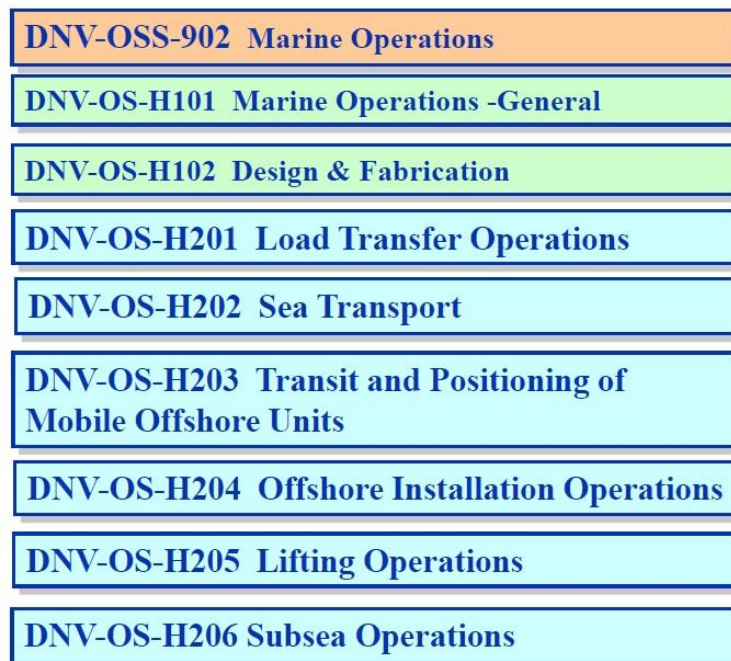 DNV-OSS-902 Marine Operations
DNV-OS-H101 Marine Operations -General
DNV-OS-H102 Design & Fabrication
DNV-OS-H201 Load Transfer Operations
DNV-OS-H202 Sea Transport
DNV-OS-H203 Transit and Positioning of
Mobile Offshore Units
DNV-OS-H204 Offshore Installation Operations
DNV-OS-H205 Lifting Operations
DNV-OS-H206 Subsea Operations